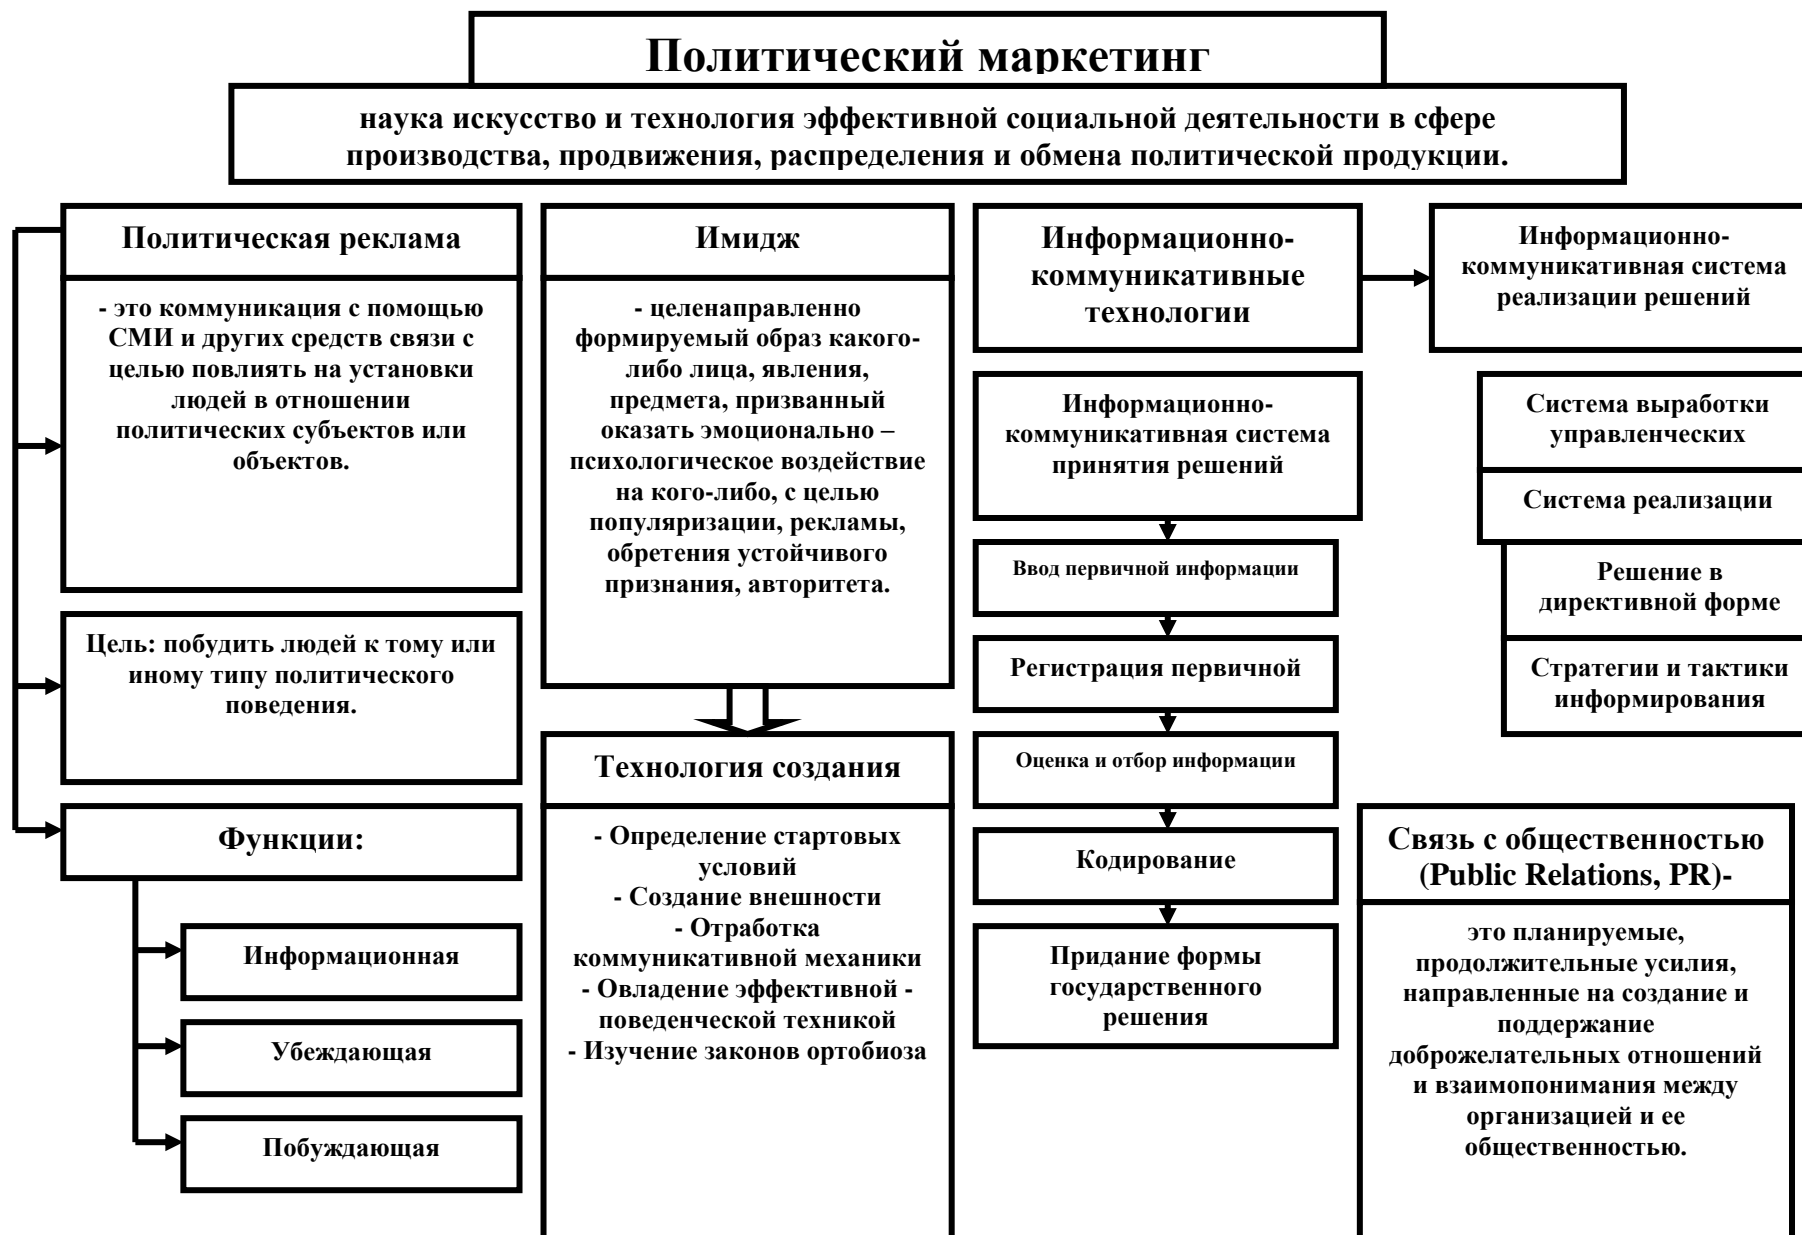 Политический маркетинг
наука искусство и технология эффективной социальной деятельности в сфере
производства, продвижения, распределения и обмена политической продукции.
Политическая реклама
- это коммуникация с помощью
СМИ и других средств связи с
целью повлиять на установки
людей в отношении
политических субъектов или
объектов.
Цель: побудить людей к тому или
иному типу политического
поведения.
Функции:
Информационная
Убеждающая
Побуждающая
Имидж
- целенаправленно
формируемый образ какого-
либо лица, явления,
предмета, призванный
оказать эмоционально –
психологическое воздействие
на кого-либо, с целью
популяризации, рекламы,
обретения устойчивого
признания, авторитета.
Технология создания
- Определение стартовых
условий
- Создание внешности
- Отработка
коммуникативной механики
- Овладение эффективной -
поведенческой техникой
- Изучение законов ортобиоза
Информационно-
коммуникативные
технологии
Информационно-
коммуникативная система
принятия решений
Ввод первичной информации
Регистрация первичной
Оценка и отбор информации
Кодирование
Придание формы
государственного
решения
Информационно-
коммуникативная система
реализации решений
Система выработки
управленческих
Система реализации
Решение в
директивной форме
Стратегии и тактики
информирования
Связь с общественностью
(Public Relations, PR)-
это планируемые,
продолжительные усилия,
направленные на создание и
поддержание
доброжелательных отношений
и взаимопонимания между
организацией и ее
общественностью.